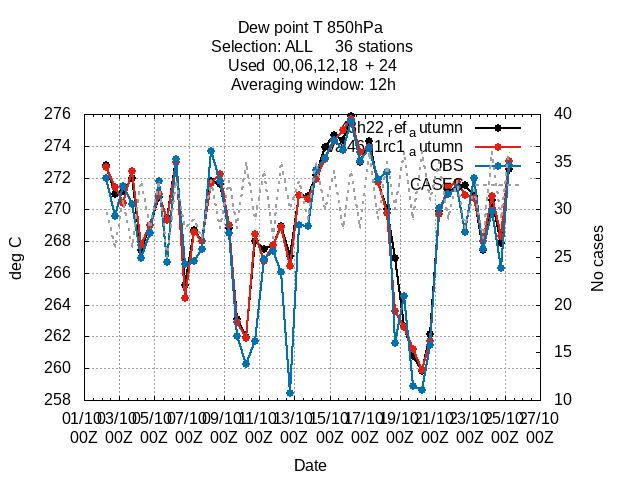 Dew point T 850hPa
Selection: ALL 36 stations
Used 00,06,12,18 + 24
Averaging window: 12h
276
274
272
270
268
266
264
262
260
258
deg C
40
35
30
25
20
15
10
No cases
h22 ref autumn
utumn
OBS
01/10 03/10 05/10 07/10 09/10 11/10 13/10 15/10 17/10 19/10 21/10 23/10 25/10 27/10
00Z 00Z 00Z 00Z 00Z 00Z 00Z 00Z 00Z 00Z 00Z 00Z 00Z 00Z
Date